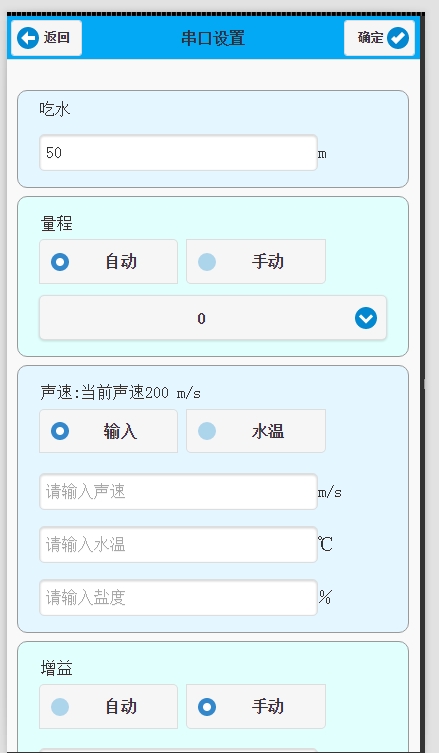 返回
串口设置
确定
吃水
50
m
量程
自动
手动
0
声速:当前声速200 m/s
输入
水温
请输入声速
m/s
请输入水温
℃
请输入盐度
%
增益
自动
手动